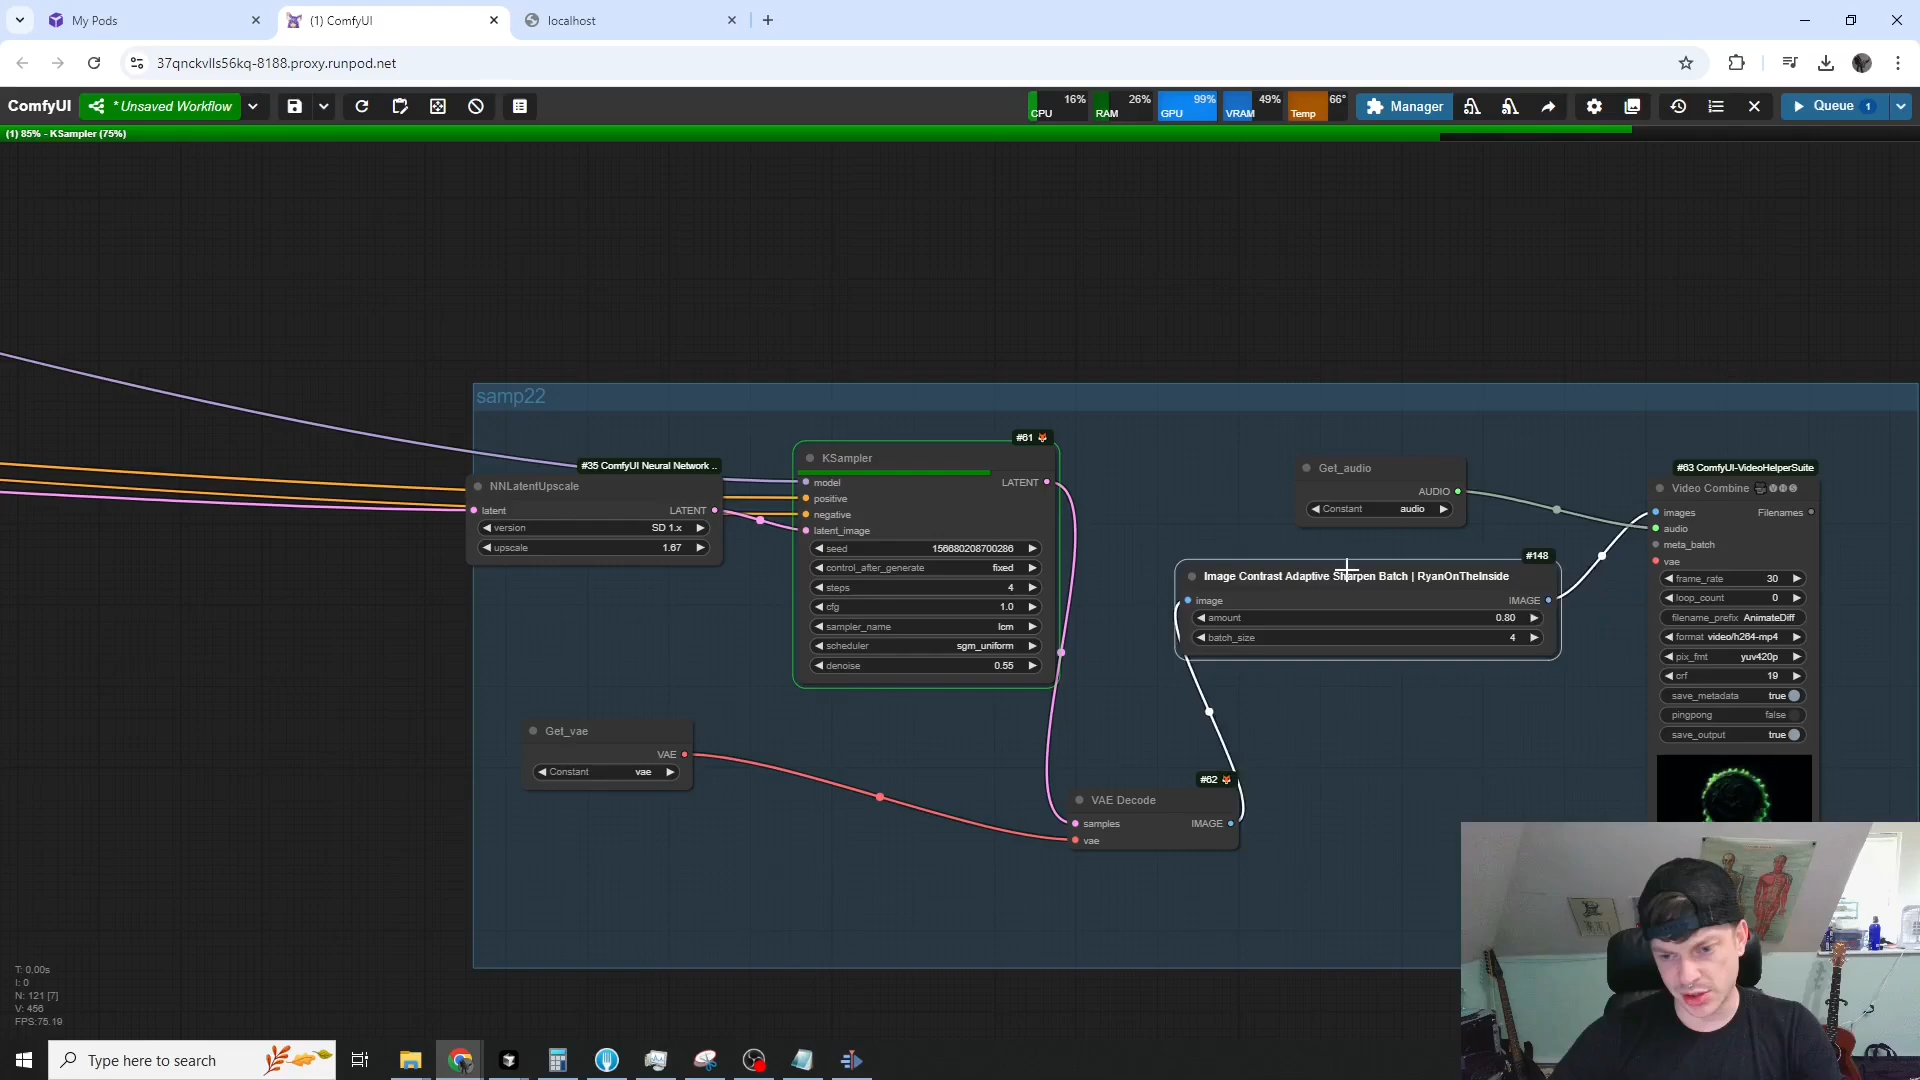 My Pods
(1) ComfyUI
localhost
37qnckvlls56kq-8188.proxy.runpod.net
ComfyUI
* Unsaved Workflow
CPU 16%
RAM 26%
GPU 99%
VRAM 49%
Temp 66°
Manager
Queue 1
(1) 85% - KSampler (75%)
samp22
#35 ComfyUI Neural Network ..
NNLatentUpscale
latent LATENT
version SD 1.x
upscale 1.67
#61
KSampler
model LATENT
positive
negative
latent_image
seed 156680208700286
control_after_generate fixed
steps 4
cfg 1.0
sampler_name lcm
scheduler sgm_uniform
denoise 0.55
Get_vae
VAE
Constant vae
#62
VAE Decode
samples IMAGE
vae
Get_audio
AUDIO
Constant audio
#148
Image Contrast Adaptive Sharpen Batch | RyanOnTheInside
image IMAGE
amount 0.80
batch_size 4
#63 ComfyUI-VideoHelperSuite
Video Combine
images Filenames
audio
meta_batch
vae
frame_rate 30
loop_count 0
filename_prefix AnimateDiff
format video/h264-mp4
pix_fmt yuv420p
crf 19
save_metadata true
pingpong false
save_output true
T: 0.00s
I: 0
N: 121 [7]
V: 456
FPS:75.19
Type here to search